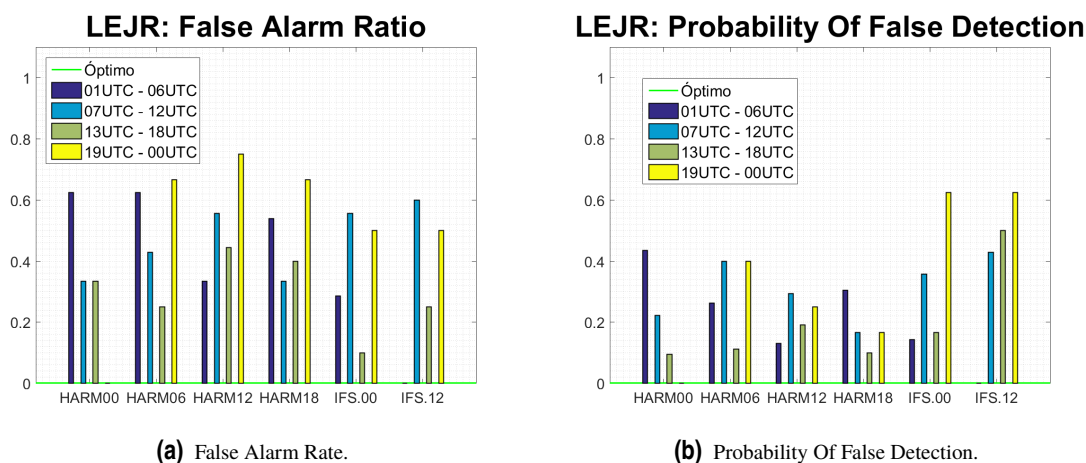 LEJR: False Alarm Ratio
1
0.8
0.6
0.4
0.2
0
Óptimo
01UTC - 06UTC
07UTC - 12UTC
13UTC - 18UTC
19UTC - 00UTC
HARM00 HARM06 HARM12 HARM18 IFS.00 IFS.12
(a) False Alarm Rate.
LEJR: Probability Of False Detection
1
0.8
0.6
0.4
0.2
0
Óptimo
01UTC - 06UTC
07UTC - 12UTC
13UTC - 18UTC
19UTC - 00UTC
HARM00 HARM06 HARM12 HARM18 IFS.00 IFS.12
(b) Probability Of False Detection.